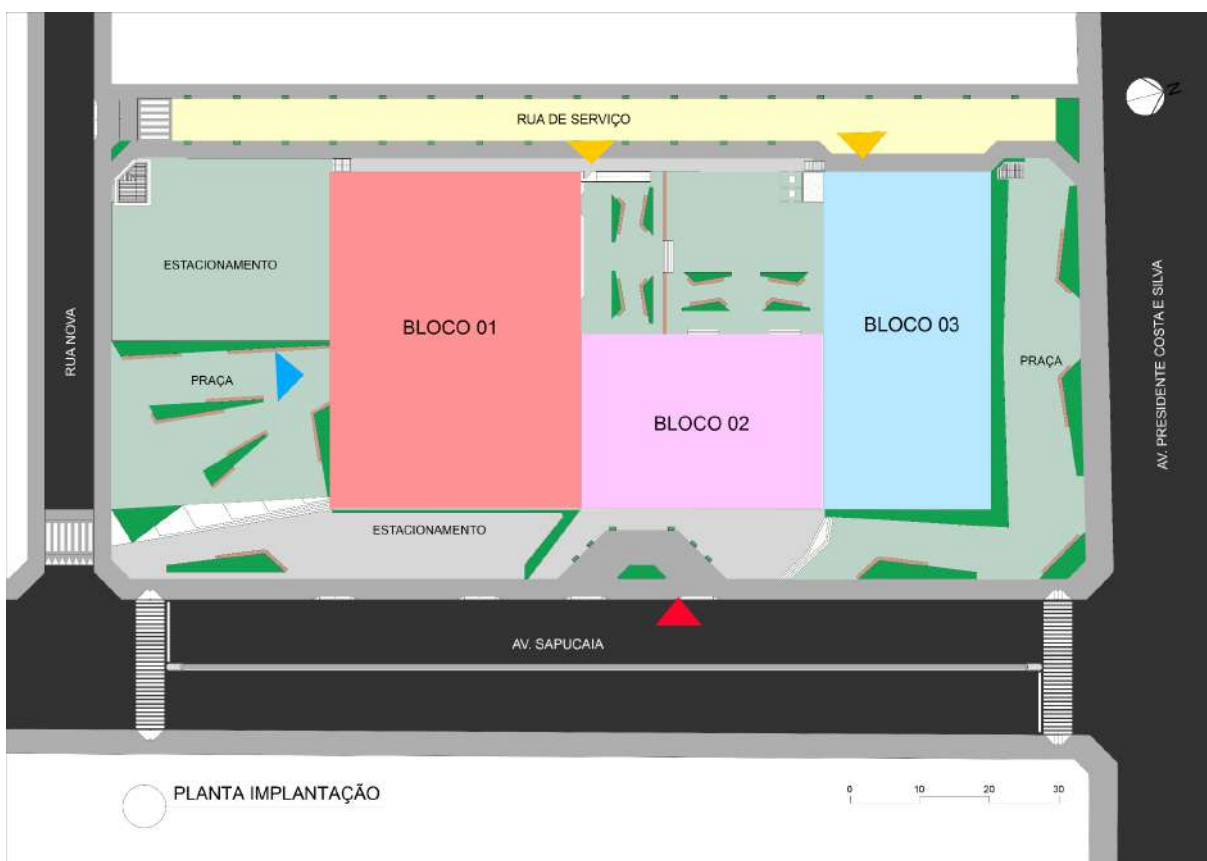 RUA DE SERVIÇO
N
ESTACIONAMENTO
BLOCO 01
BLOCO 03
RUA NOVA
PRAÇA
PRAÇA
AV. PRESIDENTE COSTA E SILVA
BLOCO 02
ESTACIONAMENTO
AV. SAPUCAIA
PLANTA IMPLANTAÇÃO
0 10 20 30